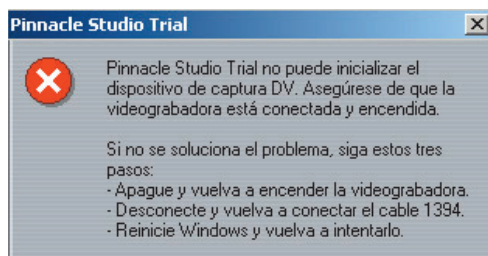 Pinnacle Studio Trial
Pinnacle Studio Trial no puede inicializar el
dispositivo de captura DV. Asegúrese de que la
videograbadora está conectada y encendida.
Si no se soluciona el problema, siga estos tres
pasos:
- Apague y vuelva a encender la videograbadora.
- Desconecte y vuelva a conectar el cable 1394.
- Reinicie Windows y vuelva a intentarlo.